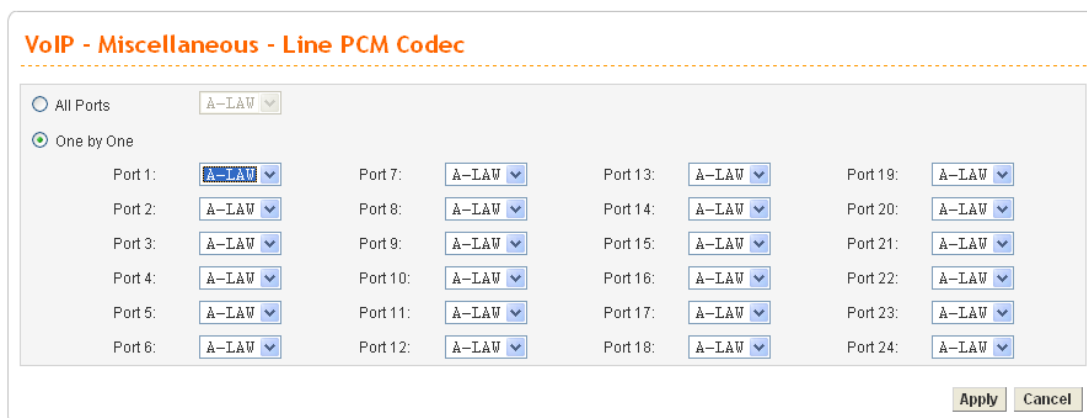 VoIP - Miscellaneous - Line PCM Codec
All Ports A-LAW
One by One
Port 1: A-LAW Port 7: A-LAW Port 13: A-LAW Port 19: A-LAW
Port 2: A-LAW Port 8: A-LAW Port 14: A-LAW Port 20: A-LAW
Port 3: A-LAW Port 9: A-LAW Port 15: A-LAW Port 21: A-LAW
Port 4: A-LAW Port 10: A-LAW Port 16: A-LAW Port 22: A-LAW
Port 5: A-LAW Port 11: A-LAW Port 17: A-LAW Port 23: A-LAW
Port 6: A-LAW Port 12: A-LAW Port 18: A-LAW Port 24: A-LAW
Apply Cancel